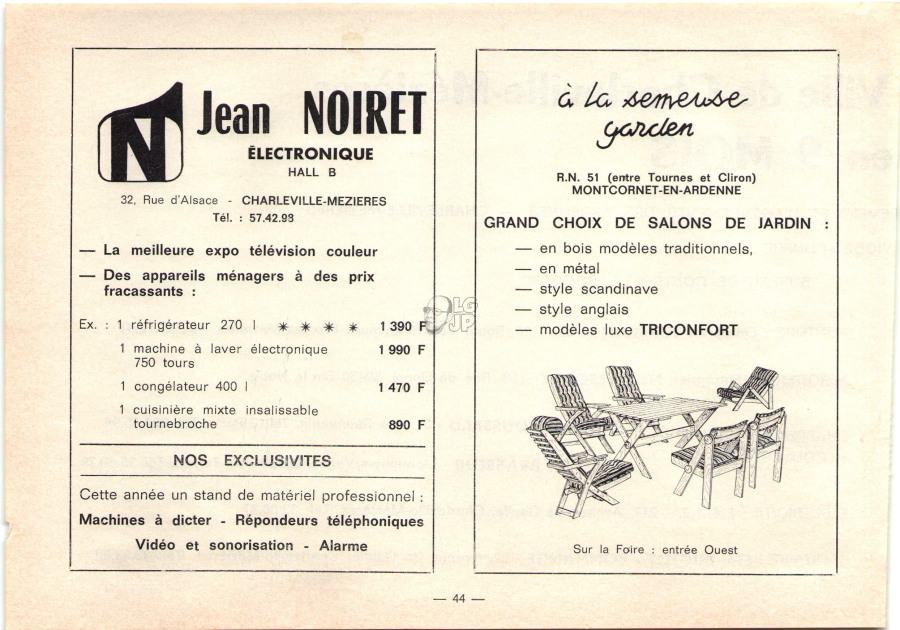 N
Jean NOIRET
ÉLECTRONIQUE
HALL B
32, Rue d'Alsace - CHARLEVILLE-MEZIERES
Tél. : 57.42.93
— La meilleure expo télévision couleur
— Des appareils ménagers à des prix
fracassants :
Ex. : 1 réfrigérateur 270 l ✶ ✶ ✶ ✶ 1 390 F
1 machine à laver électronique 1 990 F
750 tours
1 congélateur 400 l 1 470 F
1 cuisinière mixte insalissable
tournebroche 890 F
NOS EXCLUSIVITES
Cette année un stand de matériel professionnel :
Machines à dicter - Répondeurs téléphoniques
Vidéo et sonorisation - Alarme
à la semeuse
garden
R.N. 51 (entre Tournes et Cliron)
MONTCORNET-EN-ARDENNE
GRAND CHOIX DE SALONS DE JARDIN :
— en bois modèles traditionnels,
— en métal
— style scandinave
— style anglais
— modèles luxe TRICONFORT
Sur la Foire : entrée Ouest
LG
JP
— 44 —